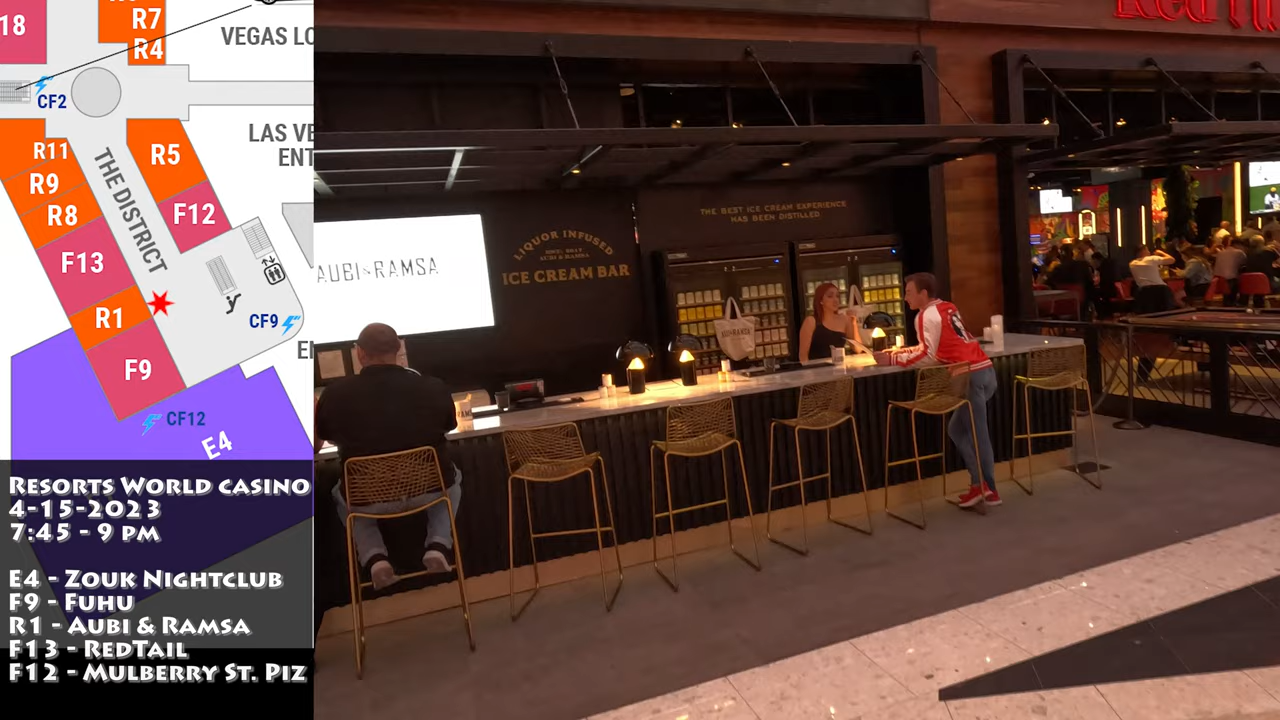 18
R7
R4
VEGAS LO
CF2
R11
R9
R8
F13
R1
F9
THE DISTRICT
R5
F12
LAS VE
ENT
CF9
CF12
E4
RESORTS WORLD CASINO
4-15-2023
7:45 - 9 PM
E4 - ZOUK NIGHTCLUB
F9 - FUHU
R1 - AUBI & RAMSA
F13 - REDTAIL
F12 - MULBERRY ST. PIZ
AUBI & RAMSA
LIQUOR INFUSED
ICE CREAM BAR
THE BEST ICE CREAM EXPERIENCE
HAS BEEN DISTILLED